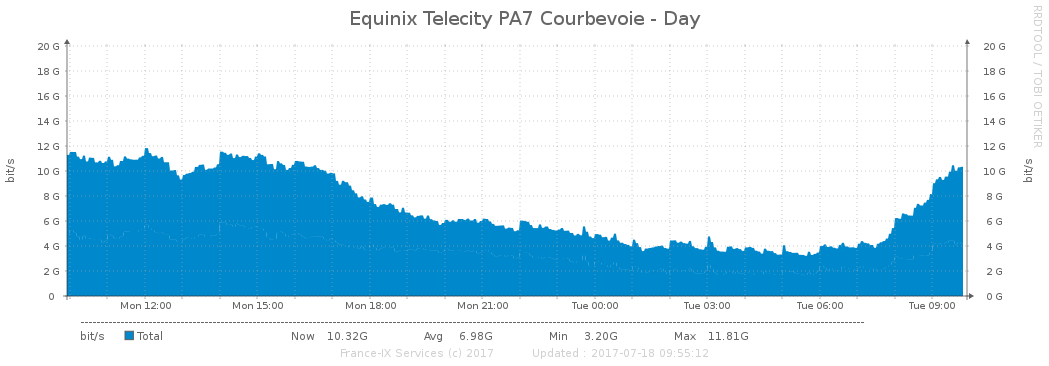 Equinix Telecity PA7 Courbevoie - Day
RRDTOOL / TOBI OETIKER
20 G 20 G
18 G 18 G
16 G 16 G
14 G 14 G
12 G 12 G
10 G 10 G
8 G 8 G
6 G 6 G
4 G 4 G
2 G 2 G
0 0 G
bit/s bit/s
Mon 12:00 Mon 15:00 Mon 18:00 Mon 21:00 Tue 00:00 Tue 03:00 Tue 06:00 Tue 09:00
bit/s Total Now 10.32G Avg 6.98G Min 3.20G Max 11.81G
France-IX Services (c) 2017 Updated : 2017-07-18 09:55:12